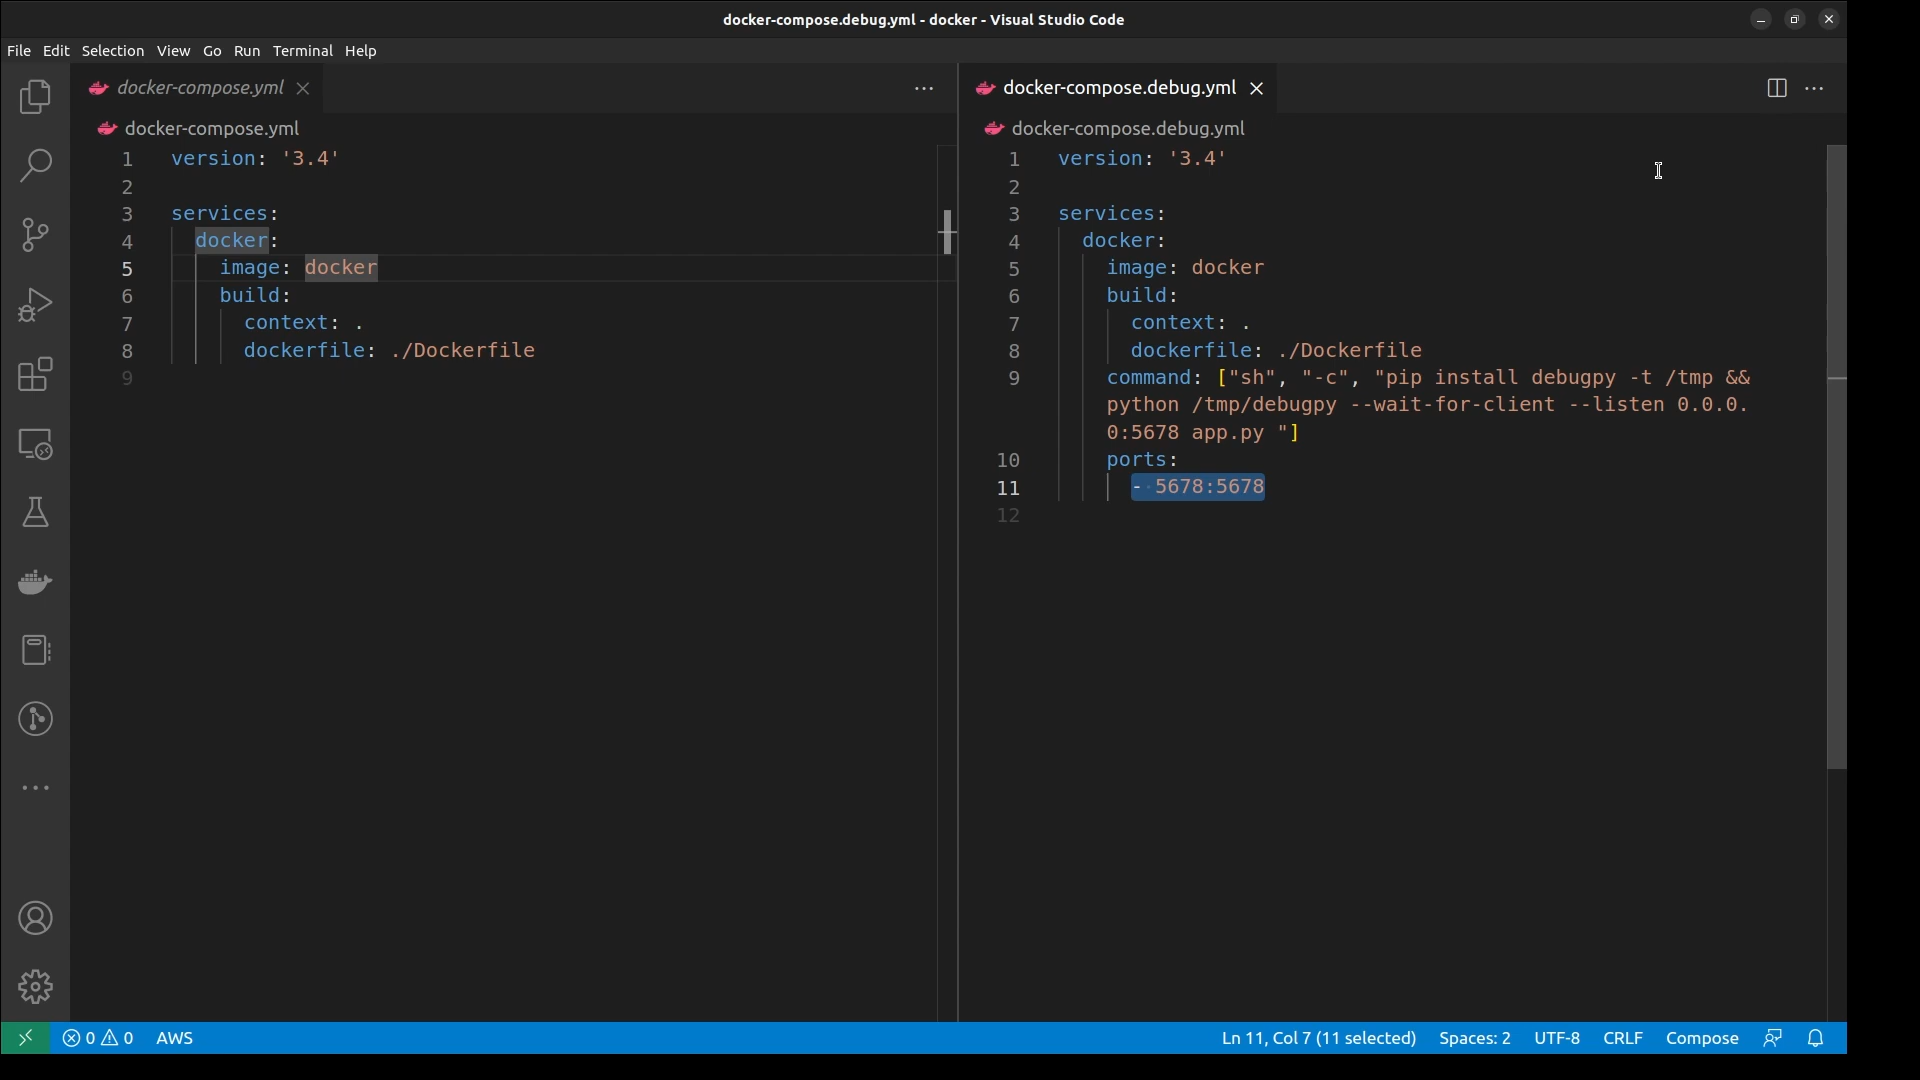 docker-compose.debug.yml - docker - Visual Studio Code
File Edit Selection View Go Run Terminal Help
docker-compose.yml
docker-compose.yml
1 version: '3.4'
2
3 services:
4 docker:
5 image: docker
6 build:
7 context: .
8 dockerfile: ./Dockerfile
9
docker-compose.debug.yml
docker-compose.debug.yml
1 version: '3.4'
2
3 services:
4 docker:
5 image: docker
6 build:
7 context: .
8 dockerfile: ./Dockerfile
9 command: ["sh", "-c", "pip install debugpy -t /tmp &&
python /tmp/debugpy --wait-for-client --listen 0.0.0.
0:5678 app.py "]
10 ports:
11 - 5678:5678
12
0 0 AWS Ln 11, Col 7 (11 selected) Spaces: 2 UTF-8 CRLF Compose